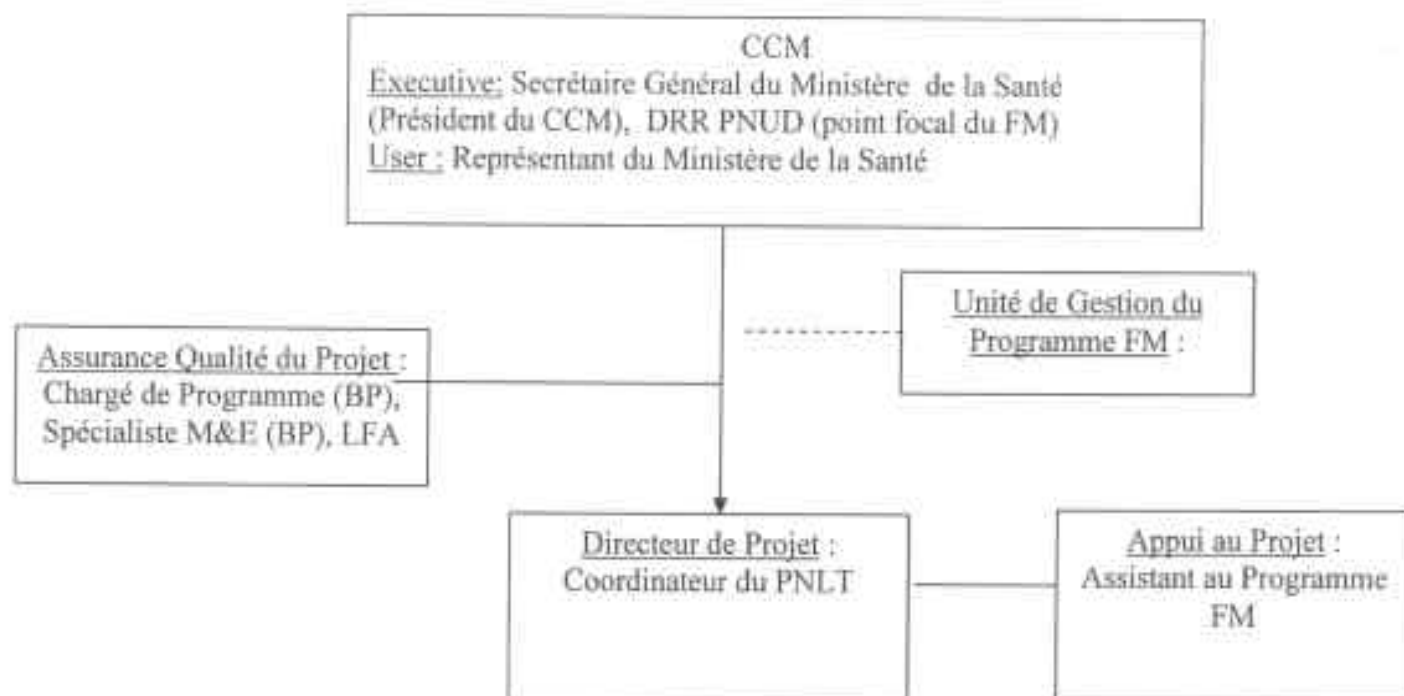 CCM
Executive: Secrétaire Général du Ministère de la Santé
(Président du CCM), DRR PNUD (point focal du FM)
User : Représentant du Ministère de la Santé
Unité de Gestion du
Programme FM :
Assurance Qualité du Projet :
Chargé de Programme (BP),
Spécialiste M&E (BP), LFA
Directeur de Projet :
Coordinateur du PNLT
Appui au Projet :
Assistant au Programme
FM